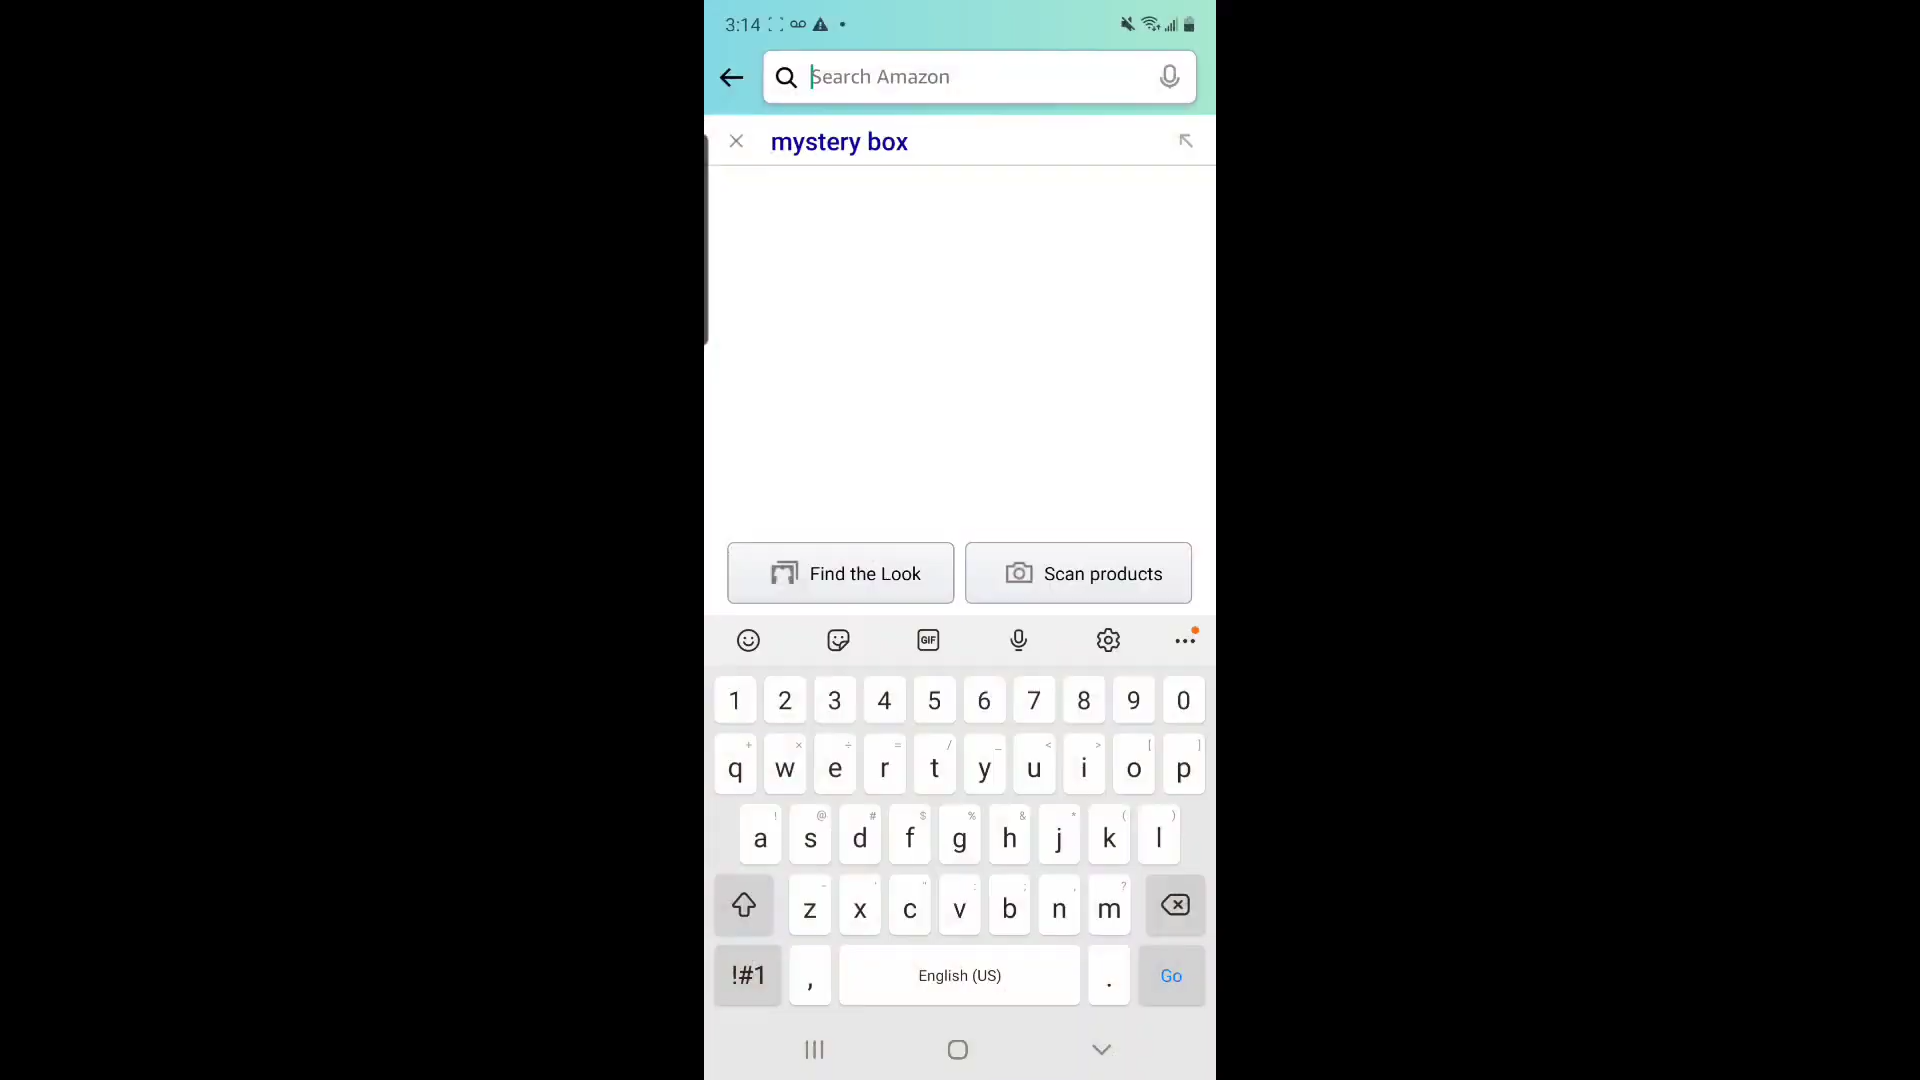 3:14
Search Amazon
mystery box
Find the Look
Scan products
GIF
1 2 3 4 5 6 7 8 9 0
+ × ÷ = / _ < > [ ]
q w e r t y u i o p
! @ # $ % & * ( )
a s d f g h j k l
- ' " : ; , ?
z x c v b n m
!#1 , English (US) . Go